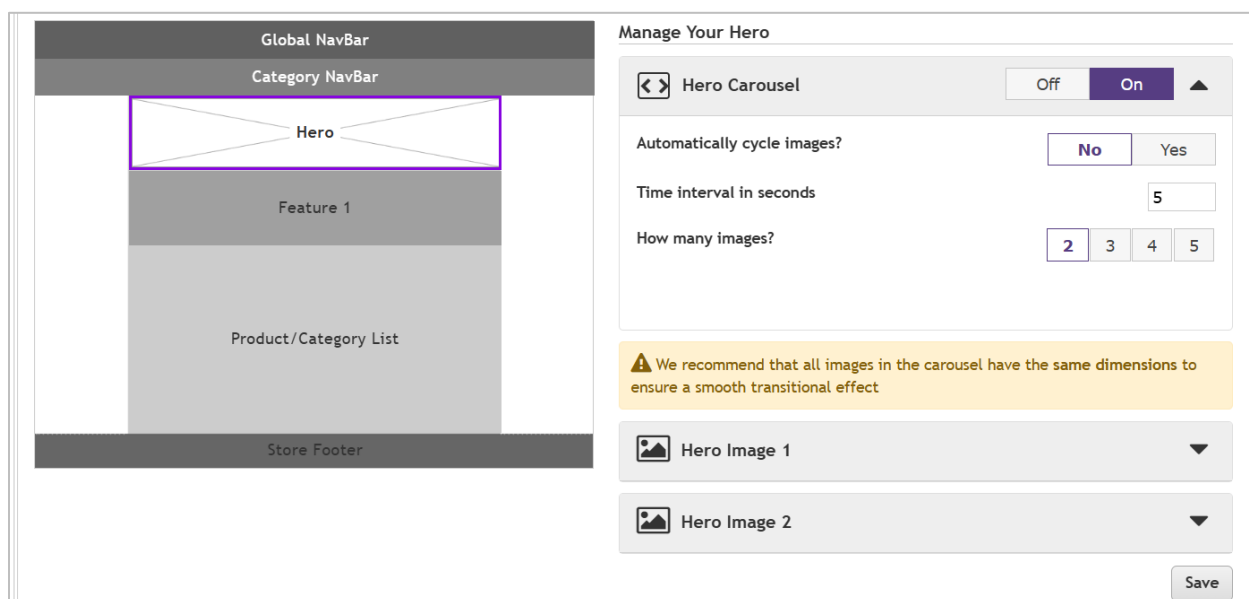 Global NavBar
Category NavBar
Hero
Feature 1
Product/Category List
Store Footer
Manage Your Hero
Hero Carousel
Off
On
Automatically cycle images?
No
Yes
Time interval in seconds
5
How many images?
2
3
4
5
We recommend that all images in the carousel have the same dimensions to
ensure a smooth transitional effect
Hero Image 1
Hero Image 2
Save